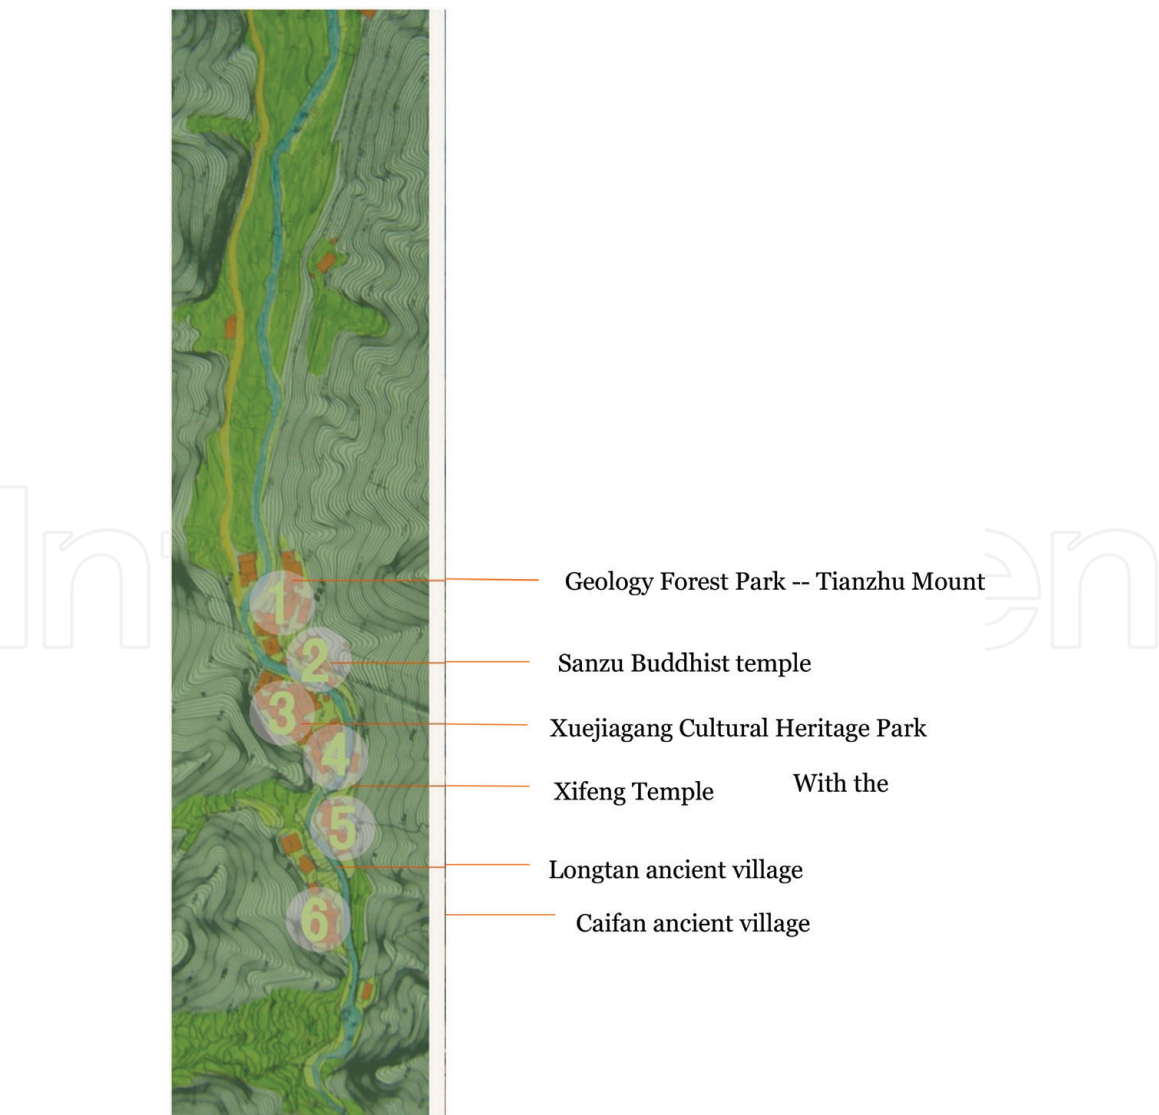 1
Geology Forest Park -- Tianzhu Mount
2
Sanzu Buddhist temple
3
Xuejiagang Cultural Heritage Park
4
Xifeng Temple
With the
5
Longtan ancient village
6
Caifan ancient village